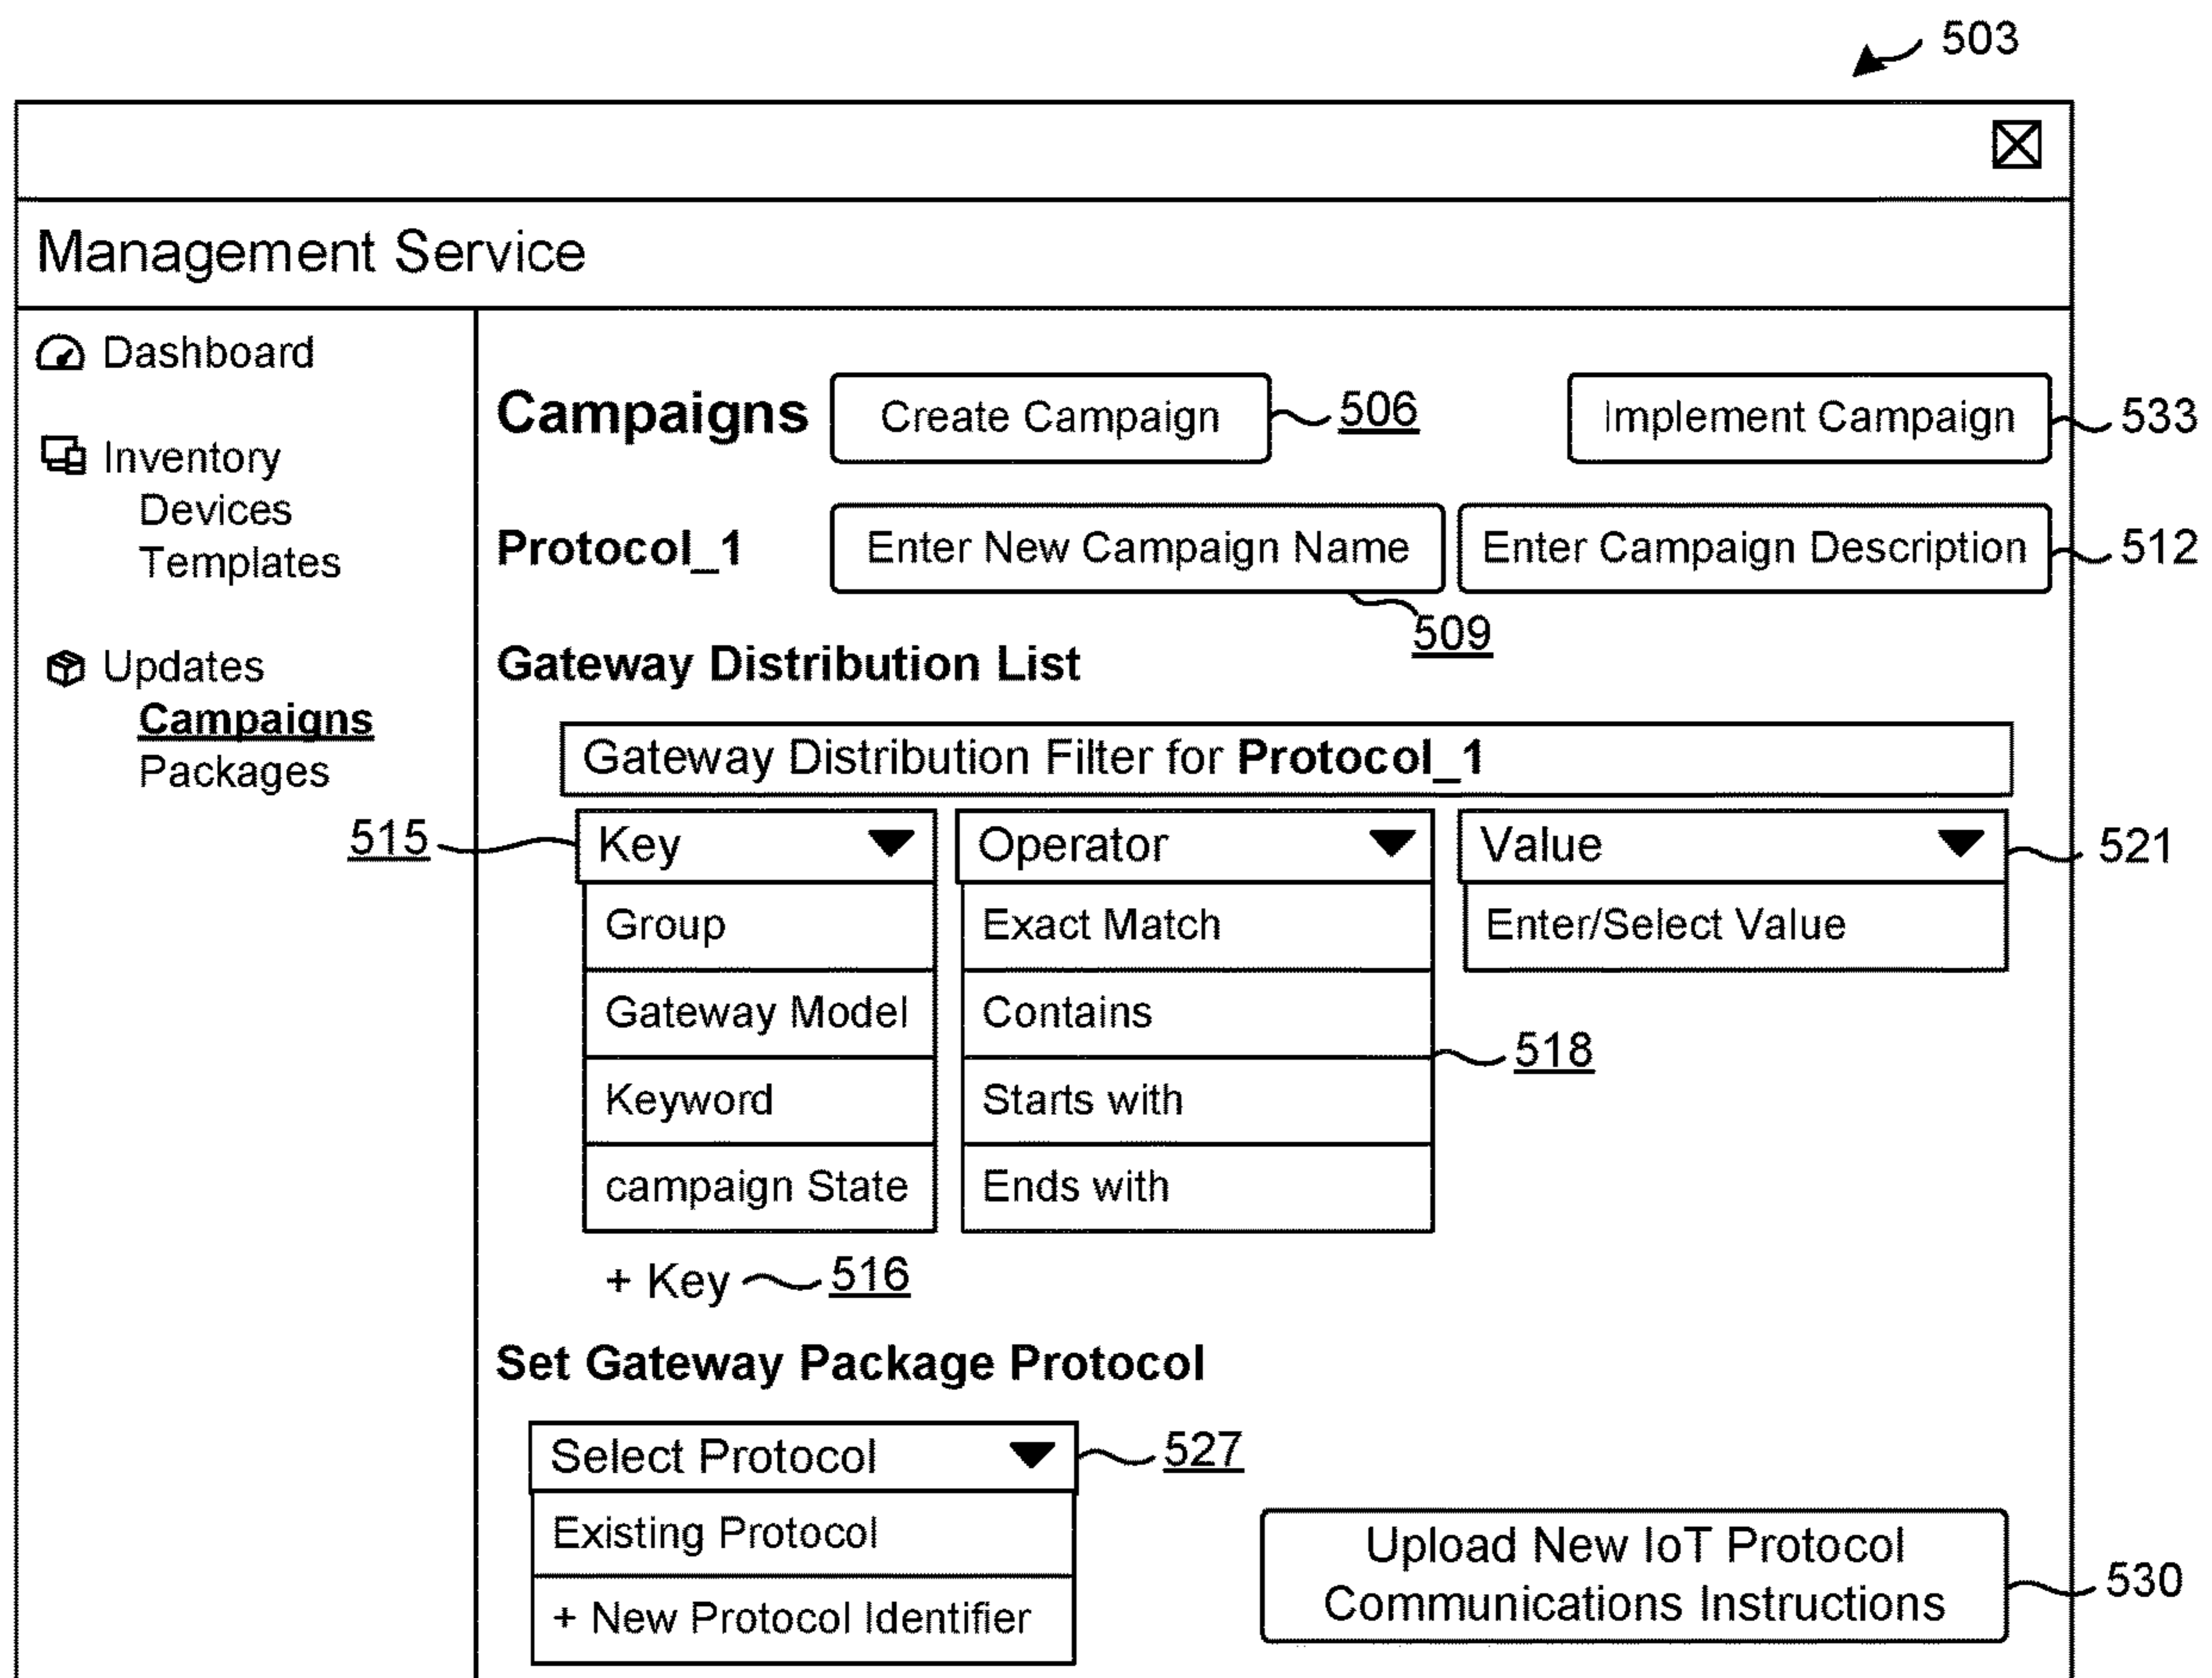 503
Management Service
Dashboard
Inventory
Devices
Templates
Updates
Campaigns
Packages
Campaigns
Create Campaign
506
Implement Campaign
533
Protocol_1
Enter New Campaign Name
Enter Campaign Description
512
509
Gateway Distribution List
Gateway Distribution Filter for Protocol_1
515
Key
Operator
Value
521
Group
Exact Match
Enter/Select Value
Gateway Model
Contains
518
Keyword
Starts with
campaign State
Ends with
+ Key
516
Set Gateway Package Protocol
Select Protocol
527
Existing Protocol
+ New Protocol Identifier
Upload New IoT Protocol
Communications Instructions
530